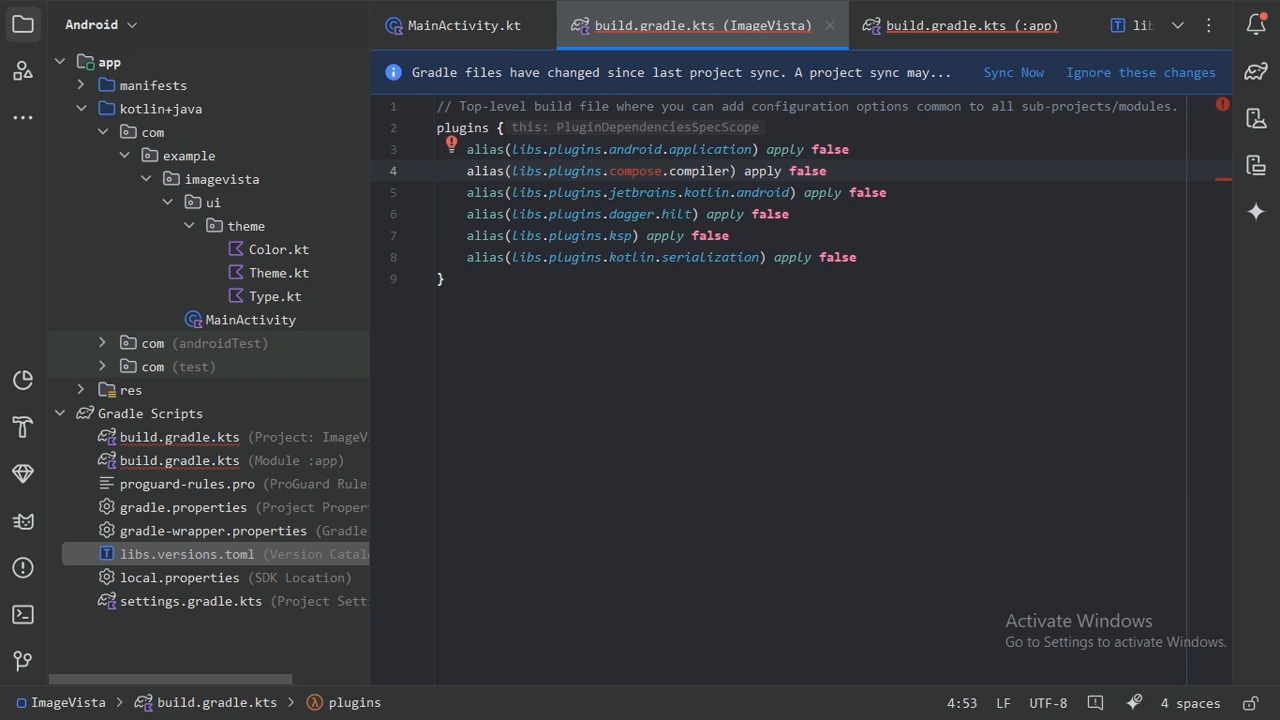 Android
MainActivity.kt
build.gradle.kts (ImageVista)
build.gradle.kts (:app)
lib
Gradle files have changed since last project sync. A project sync may...
Sync Now
Ignore these changes
app
manifests
kotlin+java
com
example
imagevista
ui
theme
Color.kt
Theme.kt
Type.kt
MainActivity
com (androidTest)
com (test)
res
Gradle Scripts
build.gradle.kts (Project: ImageVi
build.gradle.kts (Module :app)
proguard-rules.pro (ProGuard Rules
gradle.properties (Project Proper
gradle-wrapper.properties (Gradle
libs.versions.toml (Version Catal
local.properties (SDK Location)
settings.gradle.kts (Project Sett
1 // Top-level build file where you can add configuration options common to all sub-projects/modules.
2 plugins { this: PluginDependenciesSpecScope
3 alias(libs.plugins.android.application) apply false
4 alias(libs.plugins.compose.compiler) apply false
5 alias(libs.plugins.jetbrains.kotlin.android) apply false
6 alias(libs.plugins.dagger.hilt) apply false
7 alias(libs.plugins.ksp) apply false
8 alias(libs.plugins.kotlin.serialization) apply false
9 }
Activate Windows
Go to Settings to activate Windows.
ImageVista
build.gradle.kts
plugins
4:53
LF
UTF-8
4 spaces